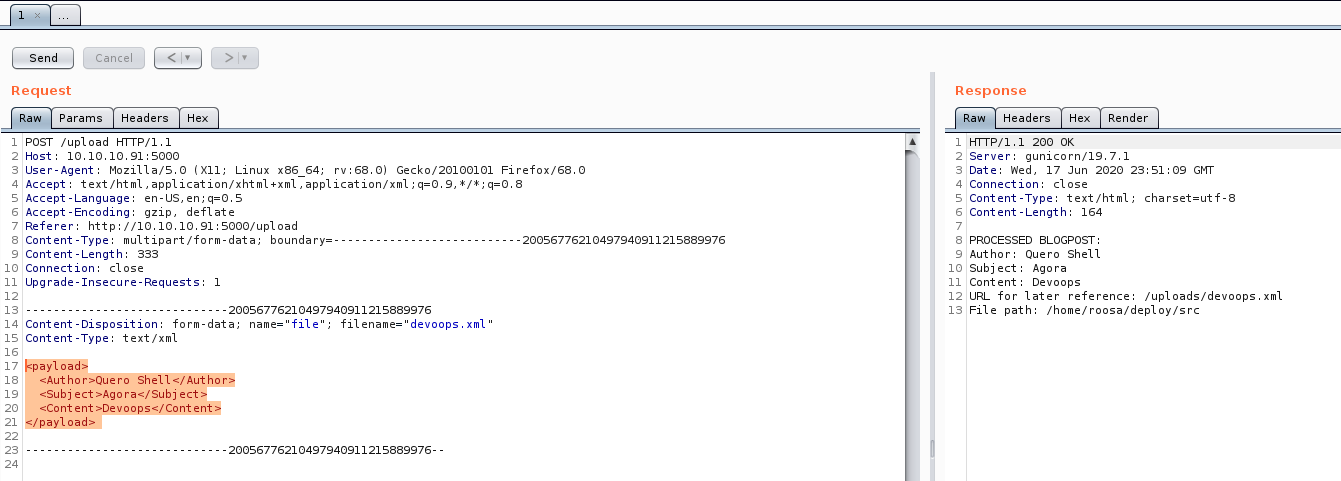 1 × ...
Send Cancel < > 
Request
Raw Params Headers Hex
1 POST /upload HTTP/1.1
2 Host: 10.10.10.91:5000
3 User-Agent: Mozilla/5.0 (X11; Linux x86_64; rv:68.0) Gecko/20100101 Firefox/68.0
4 Accept: text/html,application/xhtml+xml,application/xml;q=0.9,*/*;q=0.8
5 Accept-Language: en-US,en;q=0.5
6 Accept-Encoding: gzip, deflate
7 Referer: http://10.10.10.91:5000/upload
8 Content-Type: multipart/form-data; boundary=---------------------------200567762104979409112158899​76
9 Content-Length: 333
10 Connection: close
11 Upgrade-Insecure-Requests: 1
12
13 -----------------------------20056776210497940911215889976
14 Content-Disposition: form-data; name="file"; filename="devoops.xml"
15 Content-Type: text/xml
16
17 <payload>
18   <Author>Quero Shell</Author>
19   <Subject>Agora</Subject>
20   <Content>Devoops</Content>
21 </payload>
22
23 -----------------------------20056776210497940911215889976--
24
Response
Raw Headers Hex Render
1 HTTP/1.1 200 OK
2 Server: gunicorn/19.7.1
3 Date: Wed, 17 Jun 2020 23:51:09 GMT
4 Connection: close
5 Content-Type: text/html; charset=utf-8
6 Content-Length: 164
7
8 PROCESSED BLOGPOST:
9 Author: Quero Shell
10 Subject: Agora
11 Content: Devoops
12 URL for later reference: /uploads/devoops.xml
13 File path: /home/roosa/deploy/src